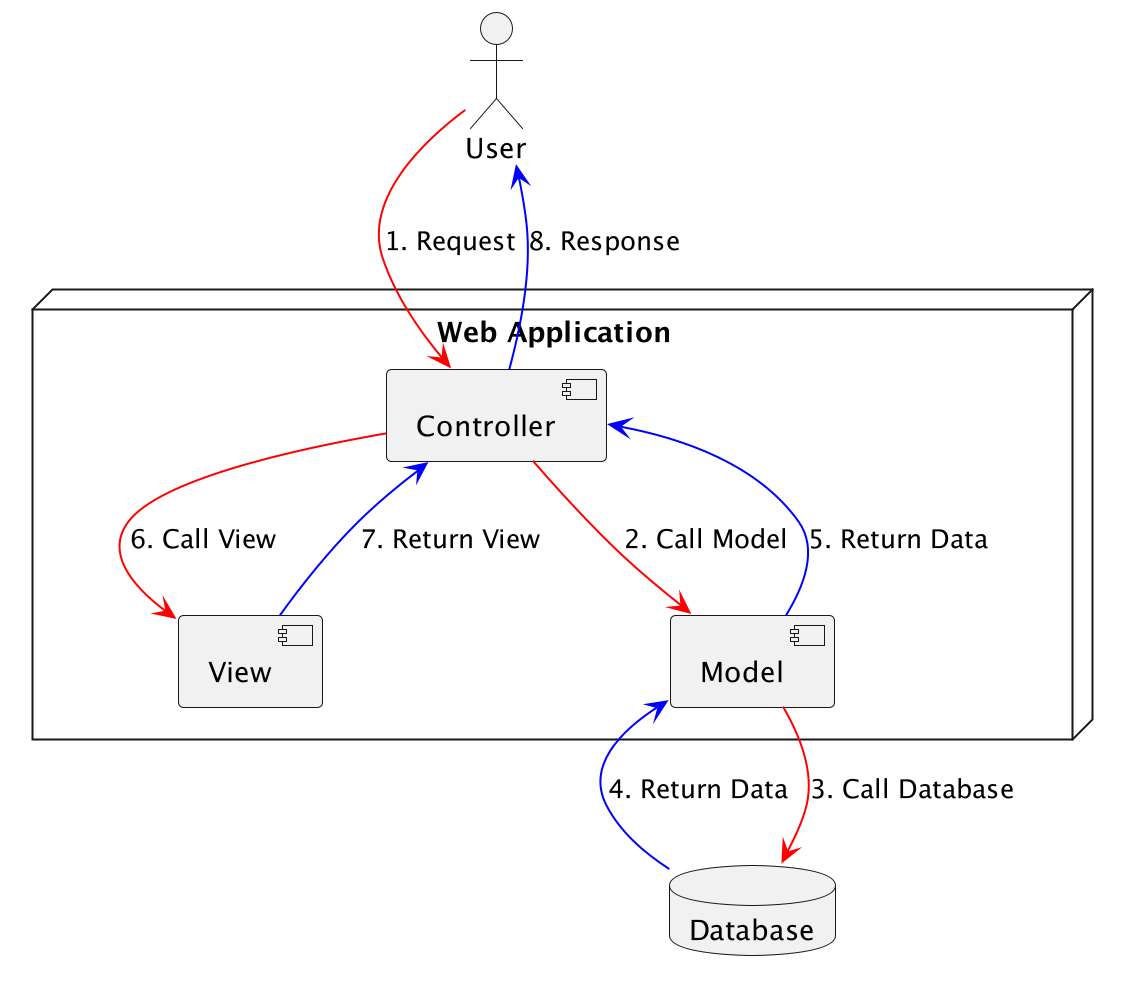 User
1. Request
8. Response
Web Application
Controller
6. Call View
7. Return View
2. Call Model
5. Return Data
View
Model
4. Return Data
3. Call Database
Database